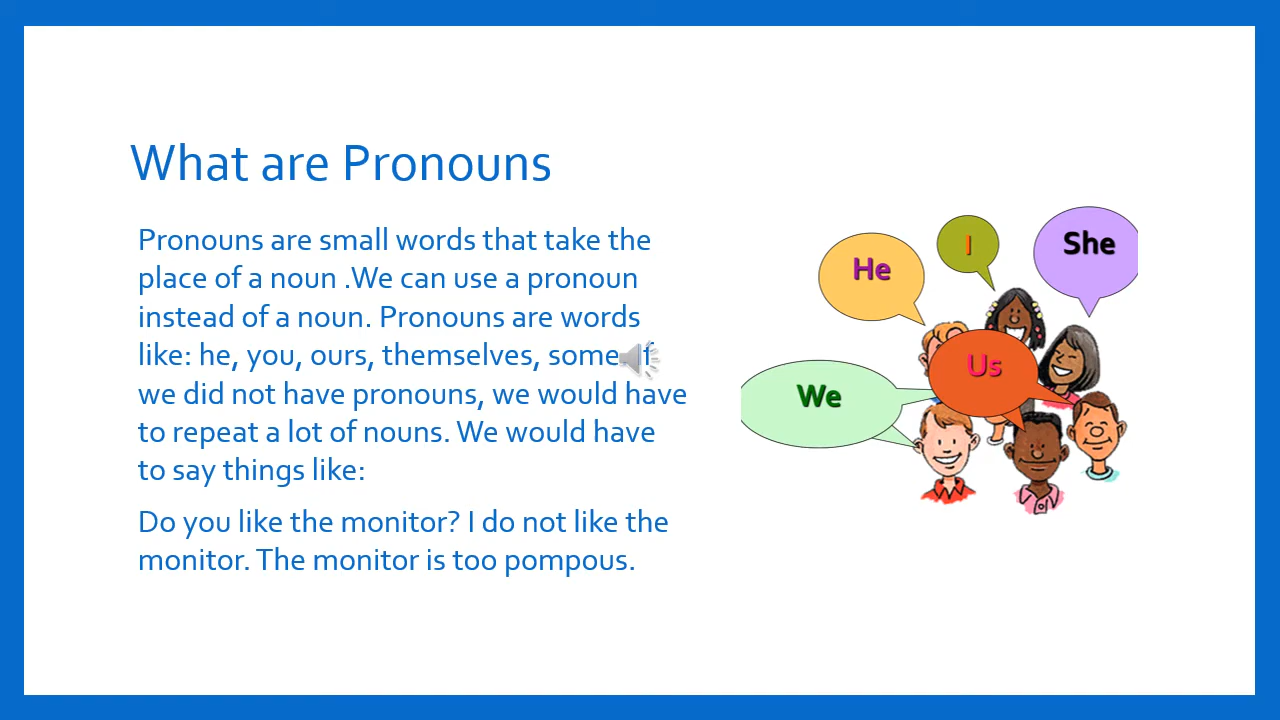 What are Pronouns
Pronouns are small words that take the
place of a noun .We can use a pronoun
instead of a noun. Pronouns are words
like: he, you, ours, themselves, some
we did not have pronouns, we would have
to repeat a lot of nouns. We would have
to say things like:
Do you like the monitor? I do not like the
monitor. The monitor is too pompous.
He
I
She
We
Us